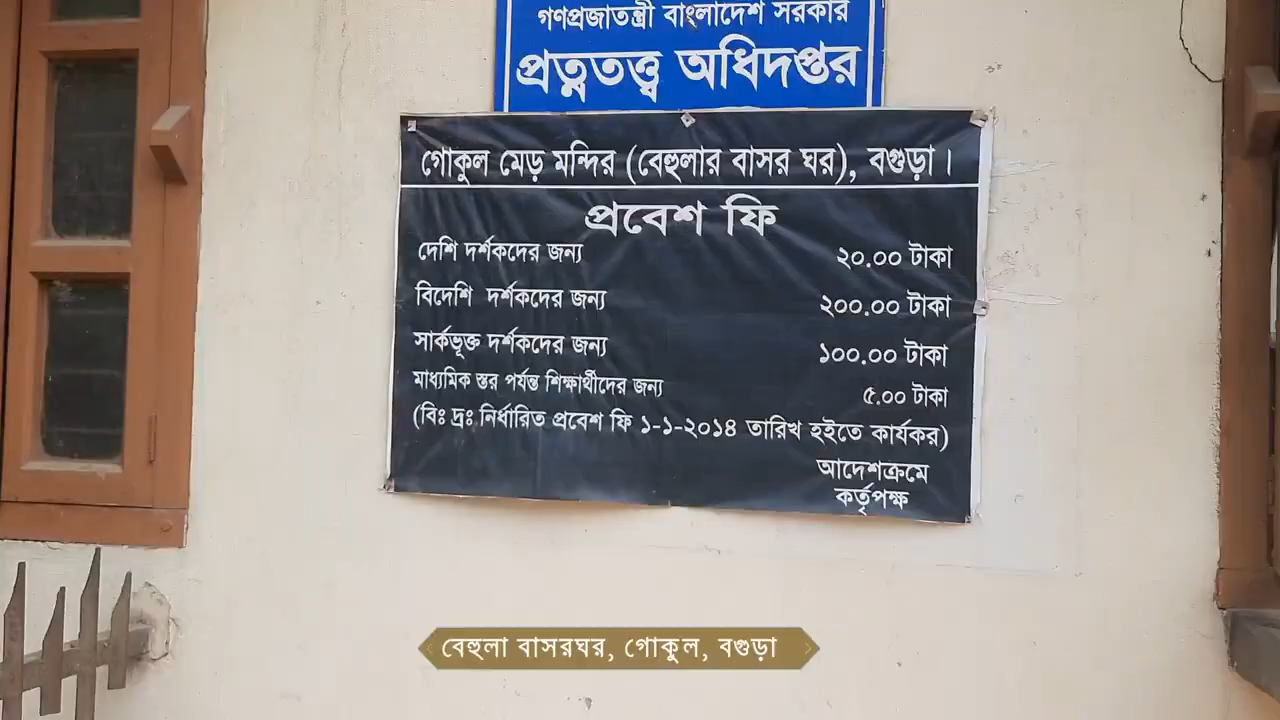 গণপ্রজাতন্ত্রী বাংলাদেশ সরকার
প্রত্নতত্ত্ব অধিদপ্তর
গোকুল মেড় মন্দির (বেহুলার বাসর ঘর), বগুড়া।
প্রবেশ ফি
দেশি দর্শকদের জন্য ২০.০০ টাকা
বিদেশি দর্শকদের জন্য ২০০.০০ টাকা
সার্কভূক্ত দর্শকদের জন্য ১০০.০০ টাকা
মাধ্যমিক স্তর পর্যন্ত শিক্ষার্থীদের জন্য ৫.০০ টাকা
(বিঃ দ্রঃ নির্ধারিত প্রবেশ ফি ১-১-২০১৪ তারিখ হইতে কার্যকর)
আদেশক্রমে
কর্তৃপক্ষ
বেহুলা বাসরঘর, গোকুল, বগুড়া